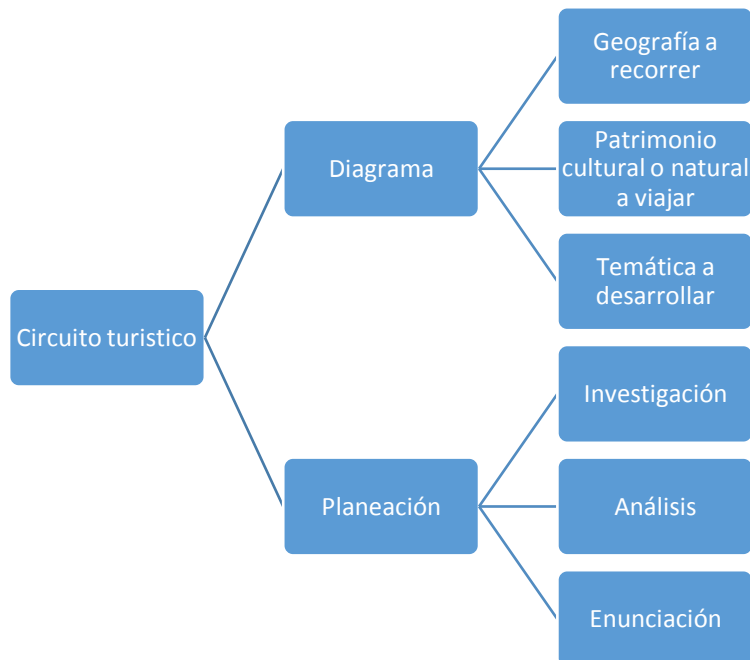 Geografía a
recorrer
Diagrama
Patrimonio
cultural o natural
a viajar
Temática a
desarrollar
Circuito turistico
Investigación
Planeación
Análisis
Enunciación